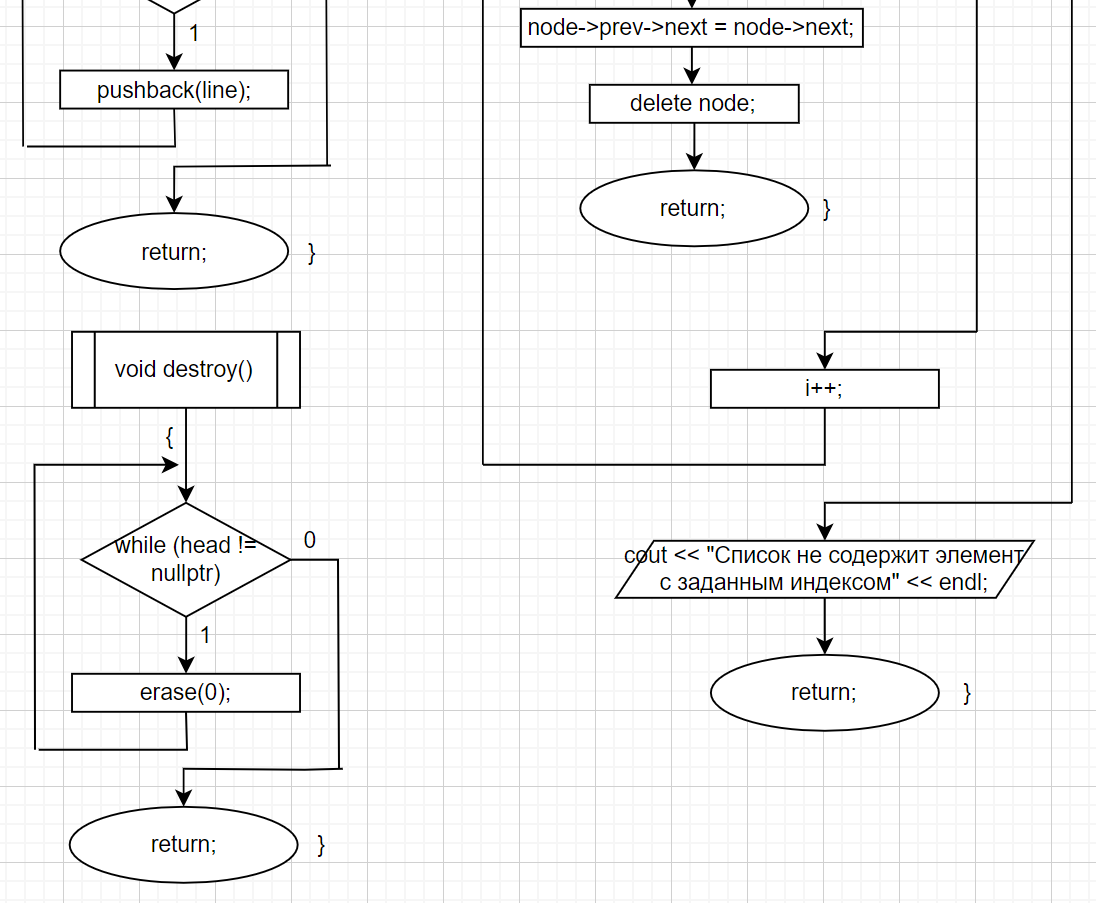 1
pushback(line);
return;
}
void destroy()
{
while (head !=
nullptr)
0
1
erase(0);
return;
}
node->prev->next = node->next;
delete node;
return;
}
i++;
cout << "Список не содержит элемент
с заданным индексом" << endl;
return;
}